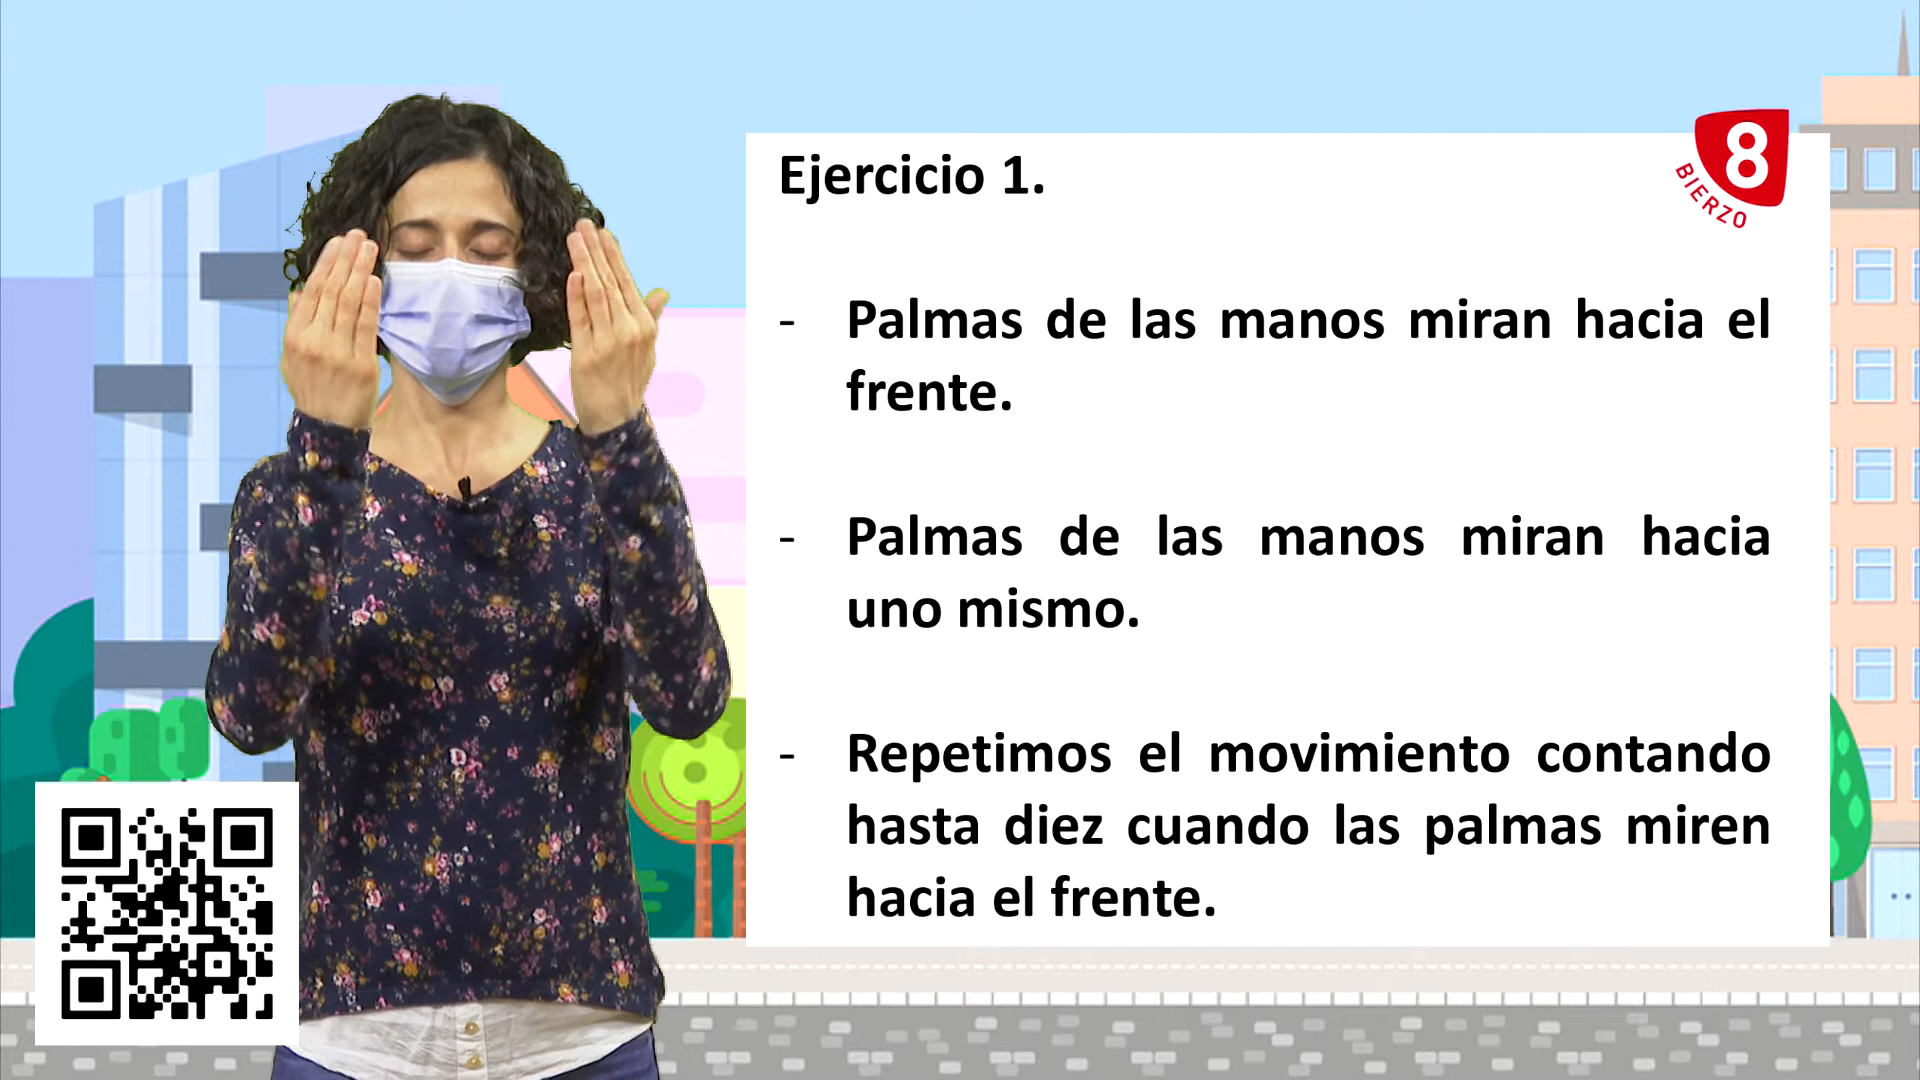 8
BIERZO
Ejercicio 1.
- Palmas de las manos miran hacia el
frente.
- Palmas de las manos miran hacia
uno mismo.
- Repetimos el movimiento contando
hasta diez cuando las palmas miren
hacia el frente.